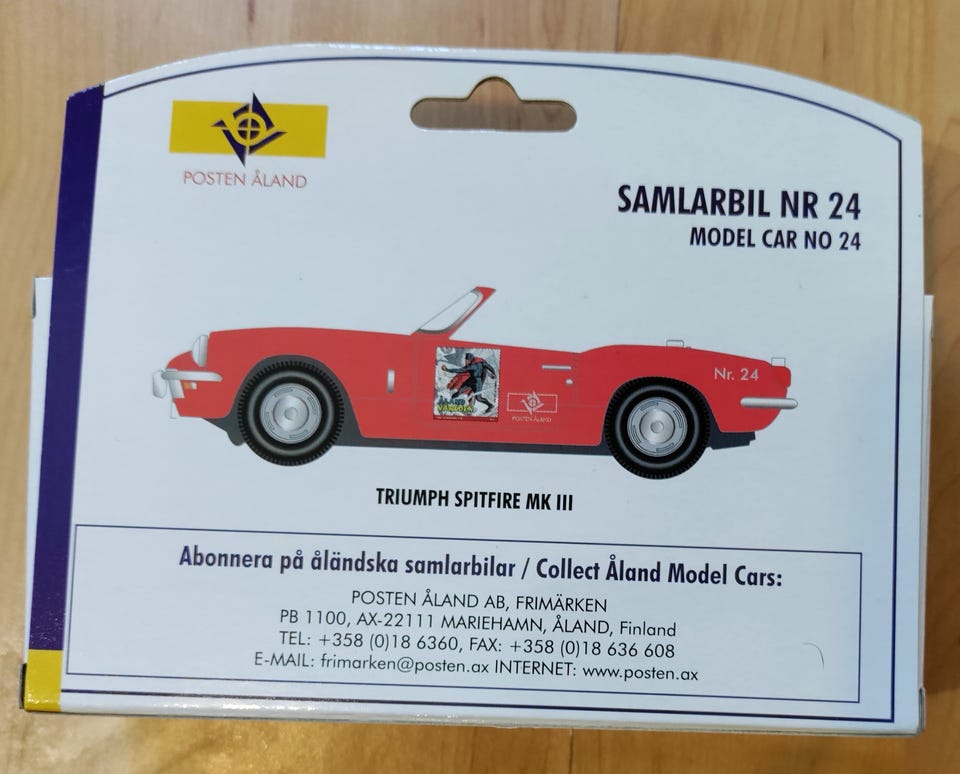 POSTEN ÅLAND
SAMLARBIL NR 24
MODEL CAR NO 24
Nr. 24
POSTEN ÅLAND
TRIUMPH SPITFIRE MK III
Abonnera på åländska samlarbilar / Collect Åland Model Cars:
POSTEN ÅLAND AB, FRIMÄRKEN
PB 1100, AX-22111 MARIEHAMN, ÅLAND, Finland
TEL: +358 (0)18 6360, FAX: +358 (0)18 636 608
E-MAIL: frimarken@posten.ax INTERNET: www.posten.ax